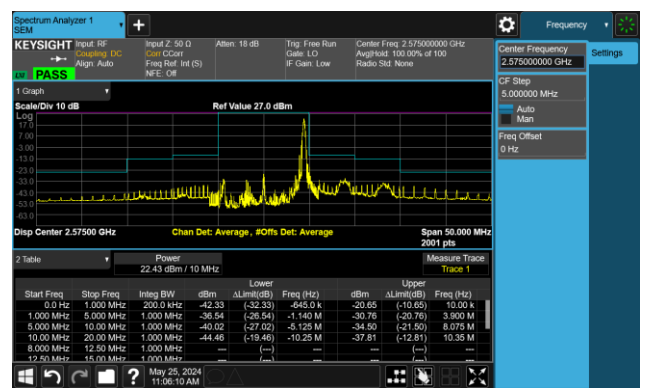 Spectrum Analyzer 1
SEM
Frequency
KEYSIGHT
Input: RF
Coupling: DC
Align: Auto
Input Z: 50 Ω
Corr CCorr
Freq Ref: Int (S)
NFE: Off
Atten: 18 dB
Trig: Free Run
Gate: LO
IF Gain: Low
Center Freq: 2.575000000 GHz
Avg|Hold: 100.00% of 100
Radio Std: None
PASS
Center Frequency
2.575000000 GHz
Settings
CF Step
5.000000 MHz
Auto
Man
Freq Offset
0 Hz
1 Graph
Scale/Div 10 dB
Ref Value 27.0 dBm
Log
17.0
7.00
-3.00
-13.0
-23.0
-33.0
-43.0
-53.0
-63.0
Disp Center 2.57500 GHz
Chan Det: Average , #Offs Det: Average
Span 50.000 MHz
2001 pts
2 Table
Power
22.43 dBm / 10 MHz
Measure Trace
Trace 1
Lower Upper
Start Freq Stop Freq Integ BW dBm ΔLimit(dB) Freq (Hz) dBm ΔLimit(dB) Freq (Hz)
0.0 Hz 1.000 MHz 200.0 kHz -42.33 (-32.33) -645.0 k -20.65 (-10.65) 10.00 k
1.000 MHz 5.000 MHz 1.000 MHz -36.54 (-26.54) -1.140 M -30.76 (-20.76) 3.900 M
5.000 MHz 10.00 MHz 1.000 MHz -40.02 (-27.02) -5.125 M -34.50 (-21.50) 8.075 M
10.00 MHz 20.00 MHz 1.000 MHz -44.46 (-19.46) -10.25 M -37.81 (-12.81) 10.35 M
8.000 MHz 12.50 MHz 1.000 MHz --- (---) --- --- (---) ---
12.50 MHz 15.00 MHz 1.000 MHz --- (---) --- --- (---) ---
May 25, 2024
11:06:10 AM